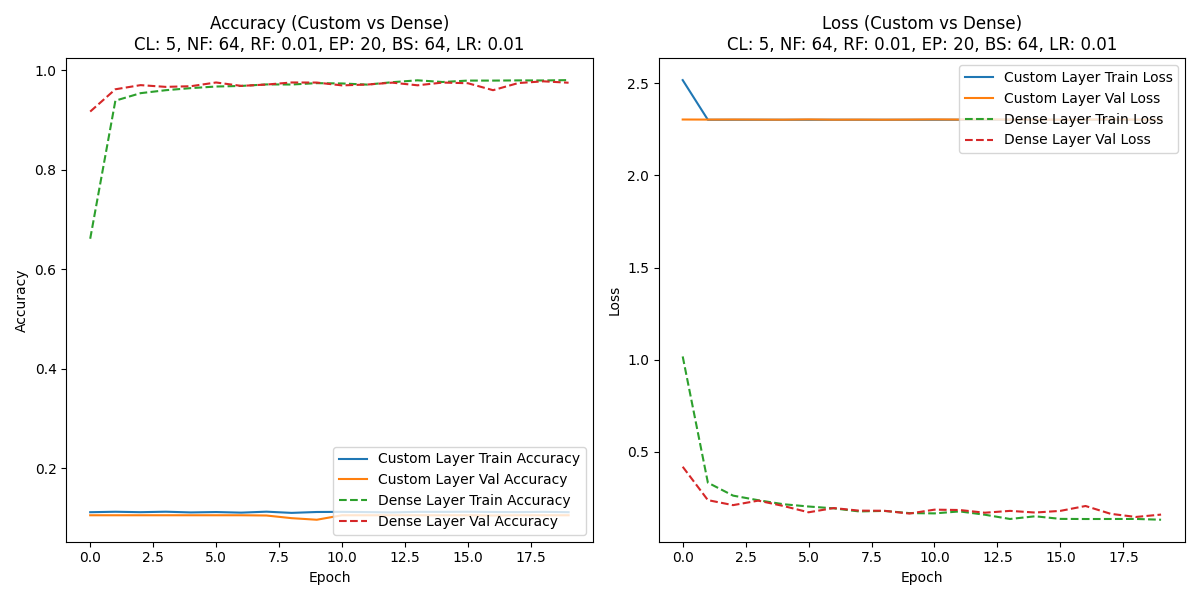 Accuracy (Custom vs Dense)
CL: 5, NF: 64, RF: 0.01, EP: 20, BS: 64, LR: 0.01
1.0
0.8
0.6
0.4
0.2
Accuracy
Custom Layer Train Accuracy
Custom Layer Val Accuracy
Dense Layer Train Accuracy
Dense Layer Val Accuracy
0.0 2.5 5.0 7.5 10.0 12.5 15.0 17.5
Epoch
Loss (Custom vs Dense)
CL: 5, NF: 64, RF: 0.01, EP: 20, BS: 64, LR: 0.01
2.5
2.0
1.5
1.0
0.5
Loss
Custom Layer Train Loss
Custom Layer Val Loss
Dense Layer Train Loss
Dense Layer Val Loss
0.0 2.5 5.0 7.5 10.0 12.5 15.0 17.5
Epoch